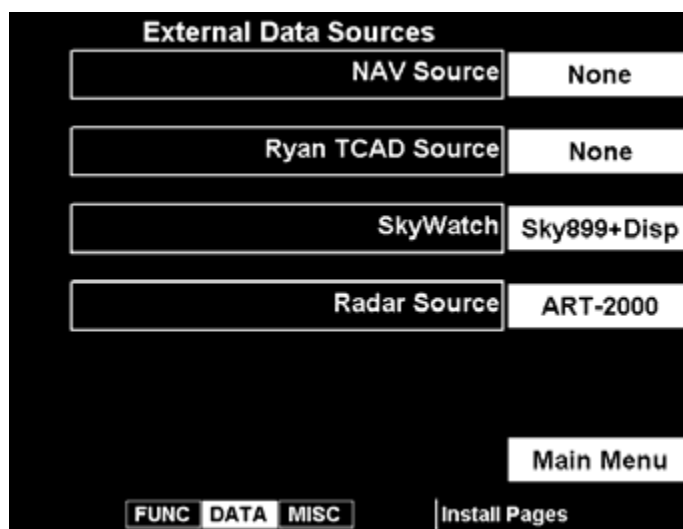 External Data Sources
NAV Source None
Ryan TCAD Source None
SkyWatch Sky899+Disp
Radar Source ART-2000
Main Menu
FUNC DATA MISC Install Pages